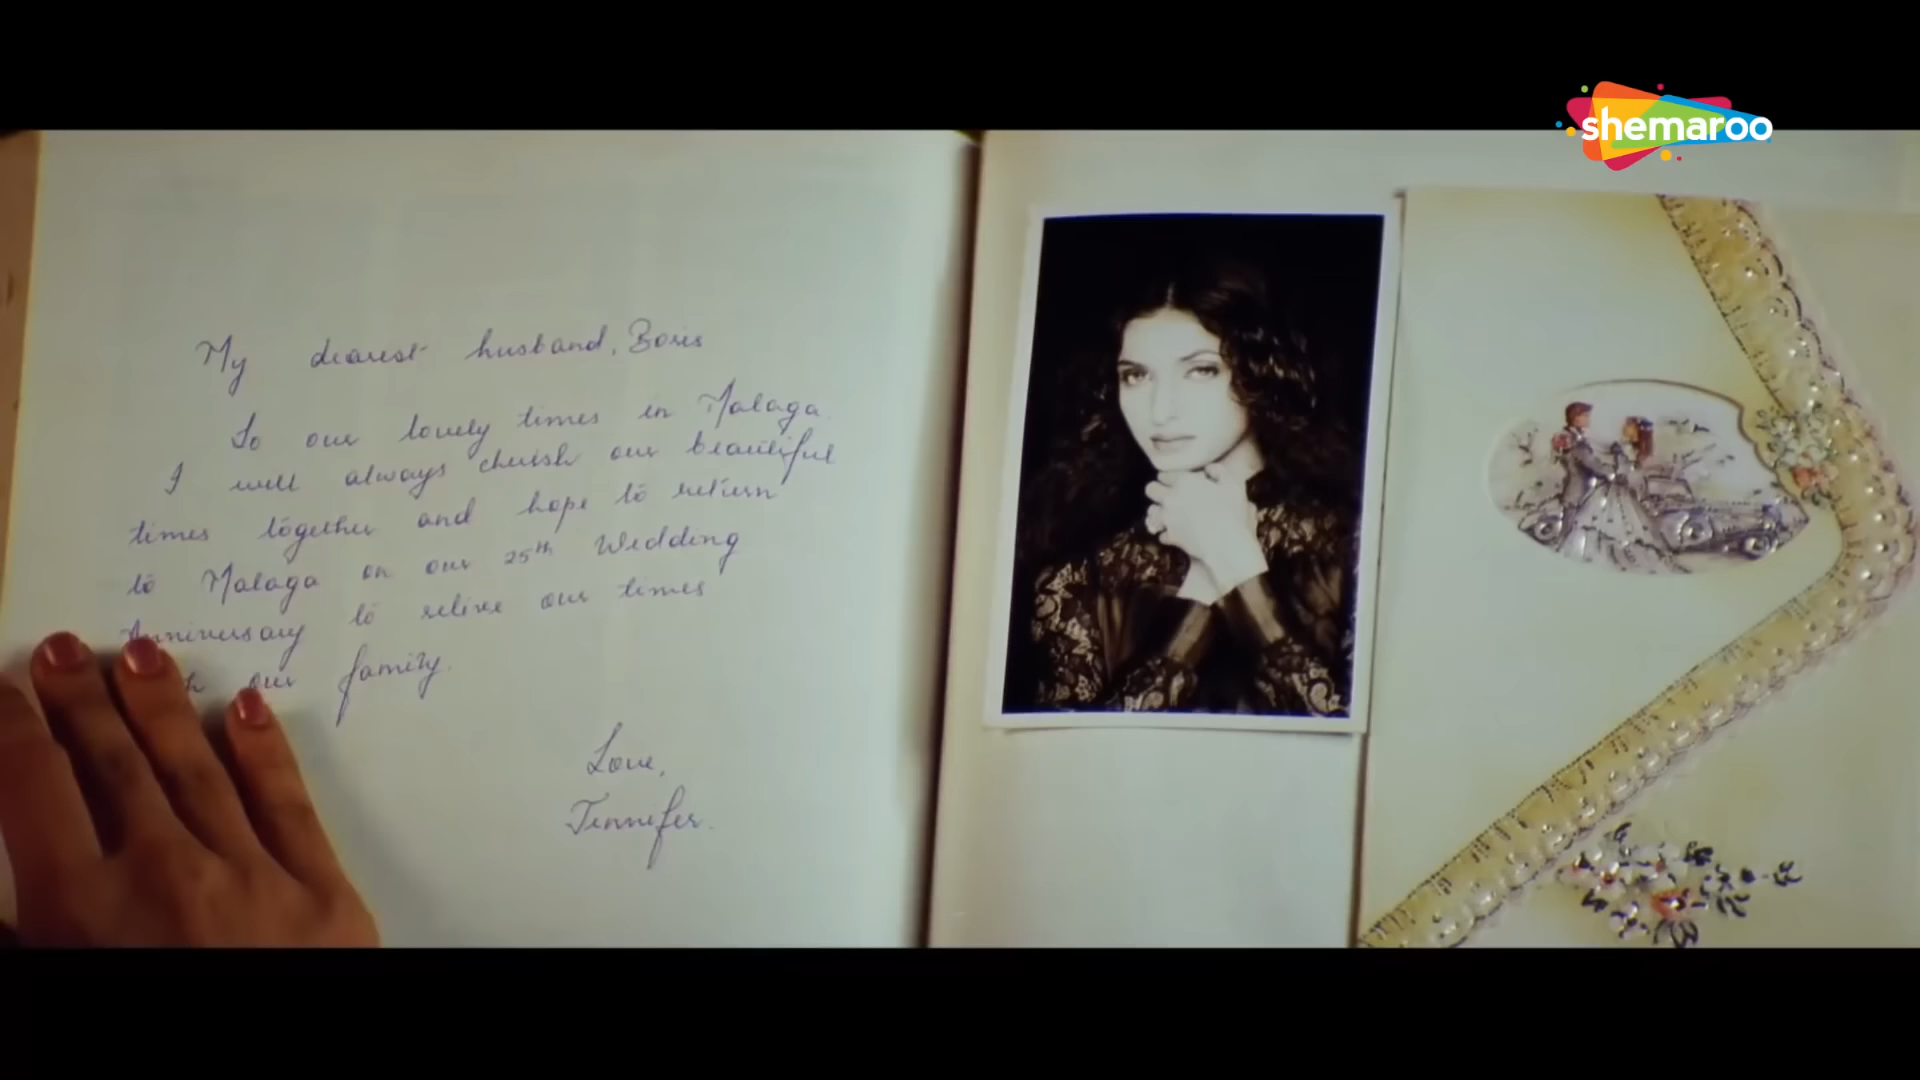 shemaroo
My dearest husband, Boris
To our lovely times in Malaga.
I will always cherish our beautiful
times together and hope to return
to Malaga on our 25th Wedding
Anniversary to relive our times
our family.
Love,
Jennifer.